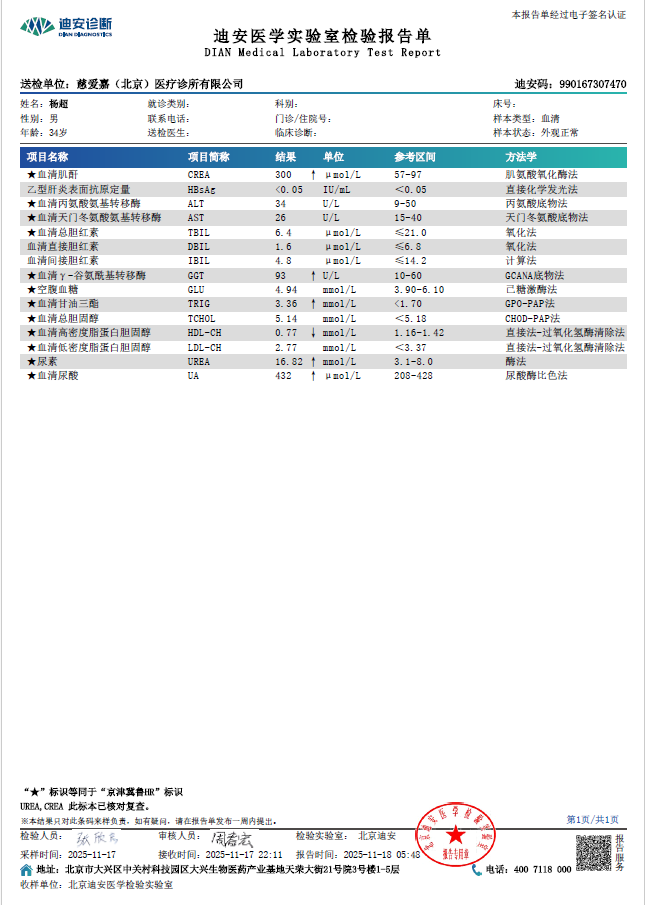 本报告单经过电子签名认证
迪安诊断
DIAN DIAGNOSTICS
迪安医学实验室检验报告单
DIAN Medical Laboratory Test Report
送检单位: 慈爱嘉（北京）医疗诊所有限公司 迪安码: 990167307470
姓名: 杨超 就诊类别: 科别: 床号:
性别: 男 联系电话: 门诊/住院号: 样本类型: 血清
年龄: 34岁 送检医生: 临床诊断: 样本状态: 外观正常
项目名称 项目简称 结果 单位 参考区间 方法学
★血清肌酐 CREA 300 ↑ μmol/L 57-97 肌氨酸氧化酶法
乙型肝炎表面抗原定量 HBsAg <0.05 IU/mL ＜0.05 直接化学发光法
★血清丙氨酸氨基转移酶 ALT 34 U/L 9-50 丙氨酸底物法
★血清天门冬氨酸氨基转移酶 AST 26 U/L 15-40 天门冬氨酸底物法
★血清总胆红素 TBIL 6.4 μmol/L ≤21.0 氧化法
血清直接胆红素 DBIL 1.6 μmol/L ≤6.8 氧化法
血清间接胆红素 IBIL 4.8 μmol/L ≤14.2 计算法
★血清γ-谷氨酰基转移酶 GGT 93 ↑ U/L 10-60 GCANA底物法
★空腹血糖 GLU 4.94 mmol/L 3.90-6.10 己糖激酶法
★血清甘油三酯 TRIG 3.36 ↑ mmol/L <1.70 GPO-PAP法
★血清总胆固醇 TCHOL 5.14 mmol/L ＜5.18 CHOD-PAP法
★血清高密度脂蛋白胆固醇 HDL-CH 0.77 ↓ mmol/L 1.16-1.42 直接法-过氧化氢酶清除法
★血清低密度脂蛋白胆固醇 LDL-CH 2.77 mmol/L ＜3.37 直接法-过氧化氢酶清除法
★尿素 UREA 16.82 ↑ mmol/L 3.1-8.0 酶法
★血清尿酸 UA 432 ↑ μmol/L 208-428 尿酸酶比色法
“★”标识等同于“京津冀鲁HR”标识
UREA,CREA 此标本已核对复查。
※本结果只对此条码来样负责，如有疑问，请在报告单发布一周内提出。 第1页/共1页
检验人员: 审核人员: 检验实验室: 北京迪安
采样时间: 2025-11-17 接收时间: 2025-11-17 22:11 报告时间: 2025-11-18 05:48
报告专用章
报告服务
地址: 北京市大兴区中关村科技园区大兴生物医药产业基地天荣大街21号院3号楼1-5层 电话: 400 7118 000
收样单位: 北京迪安医学检验实验室